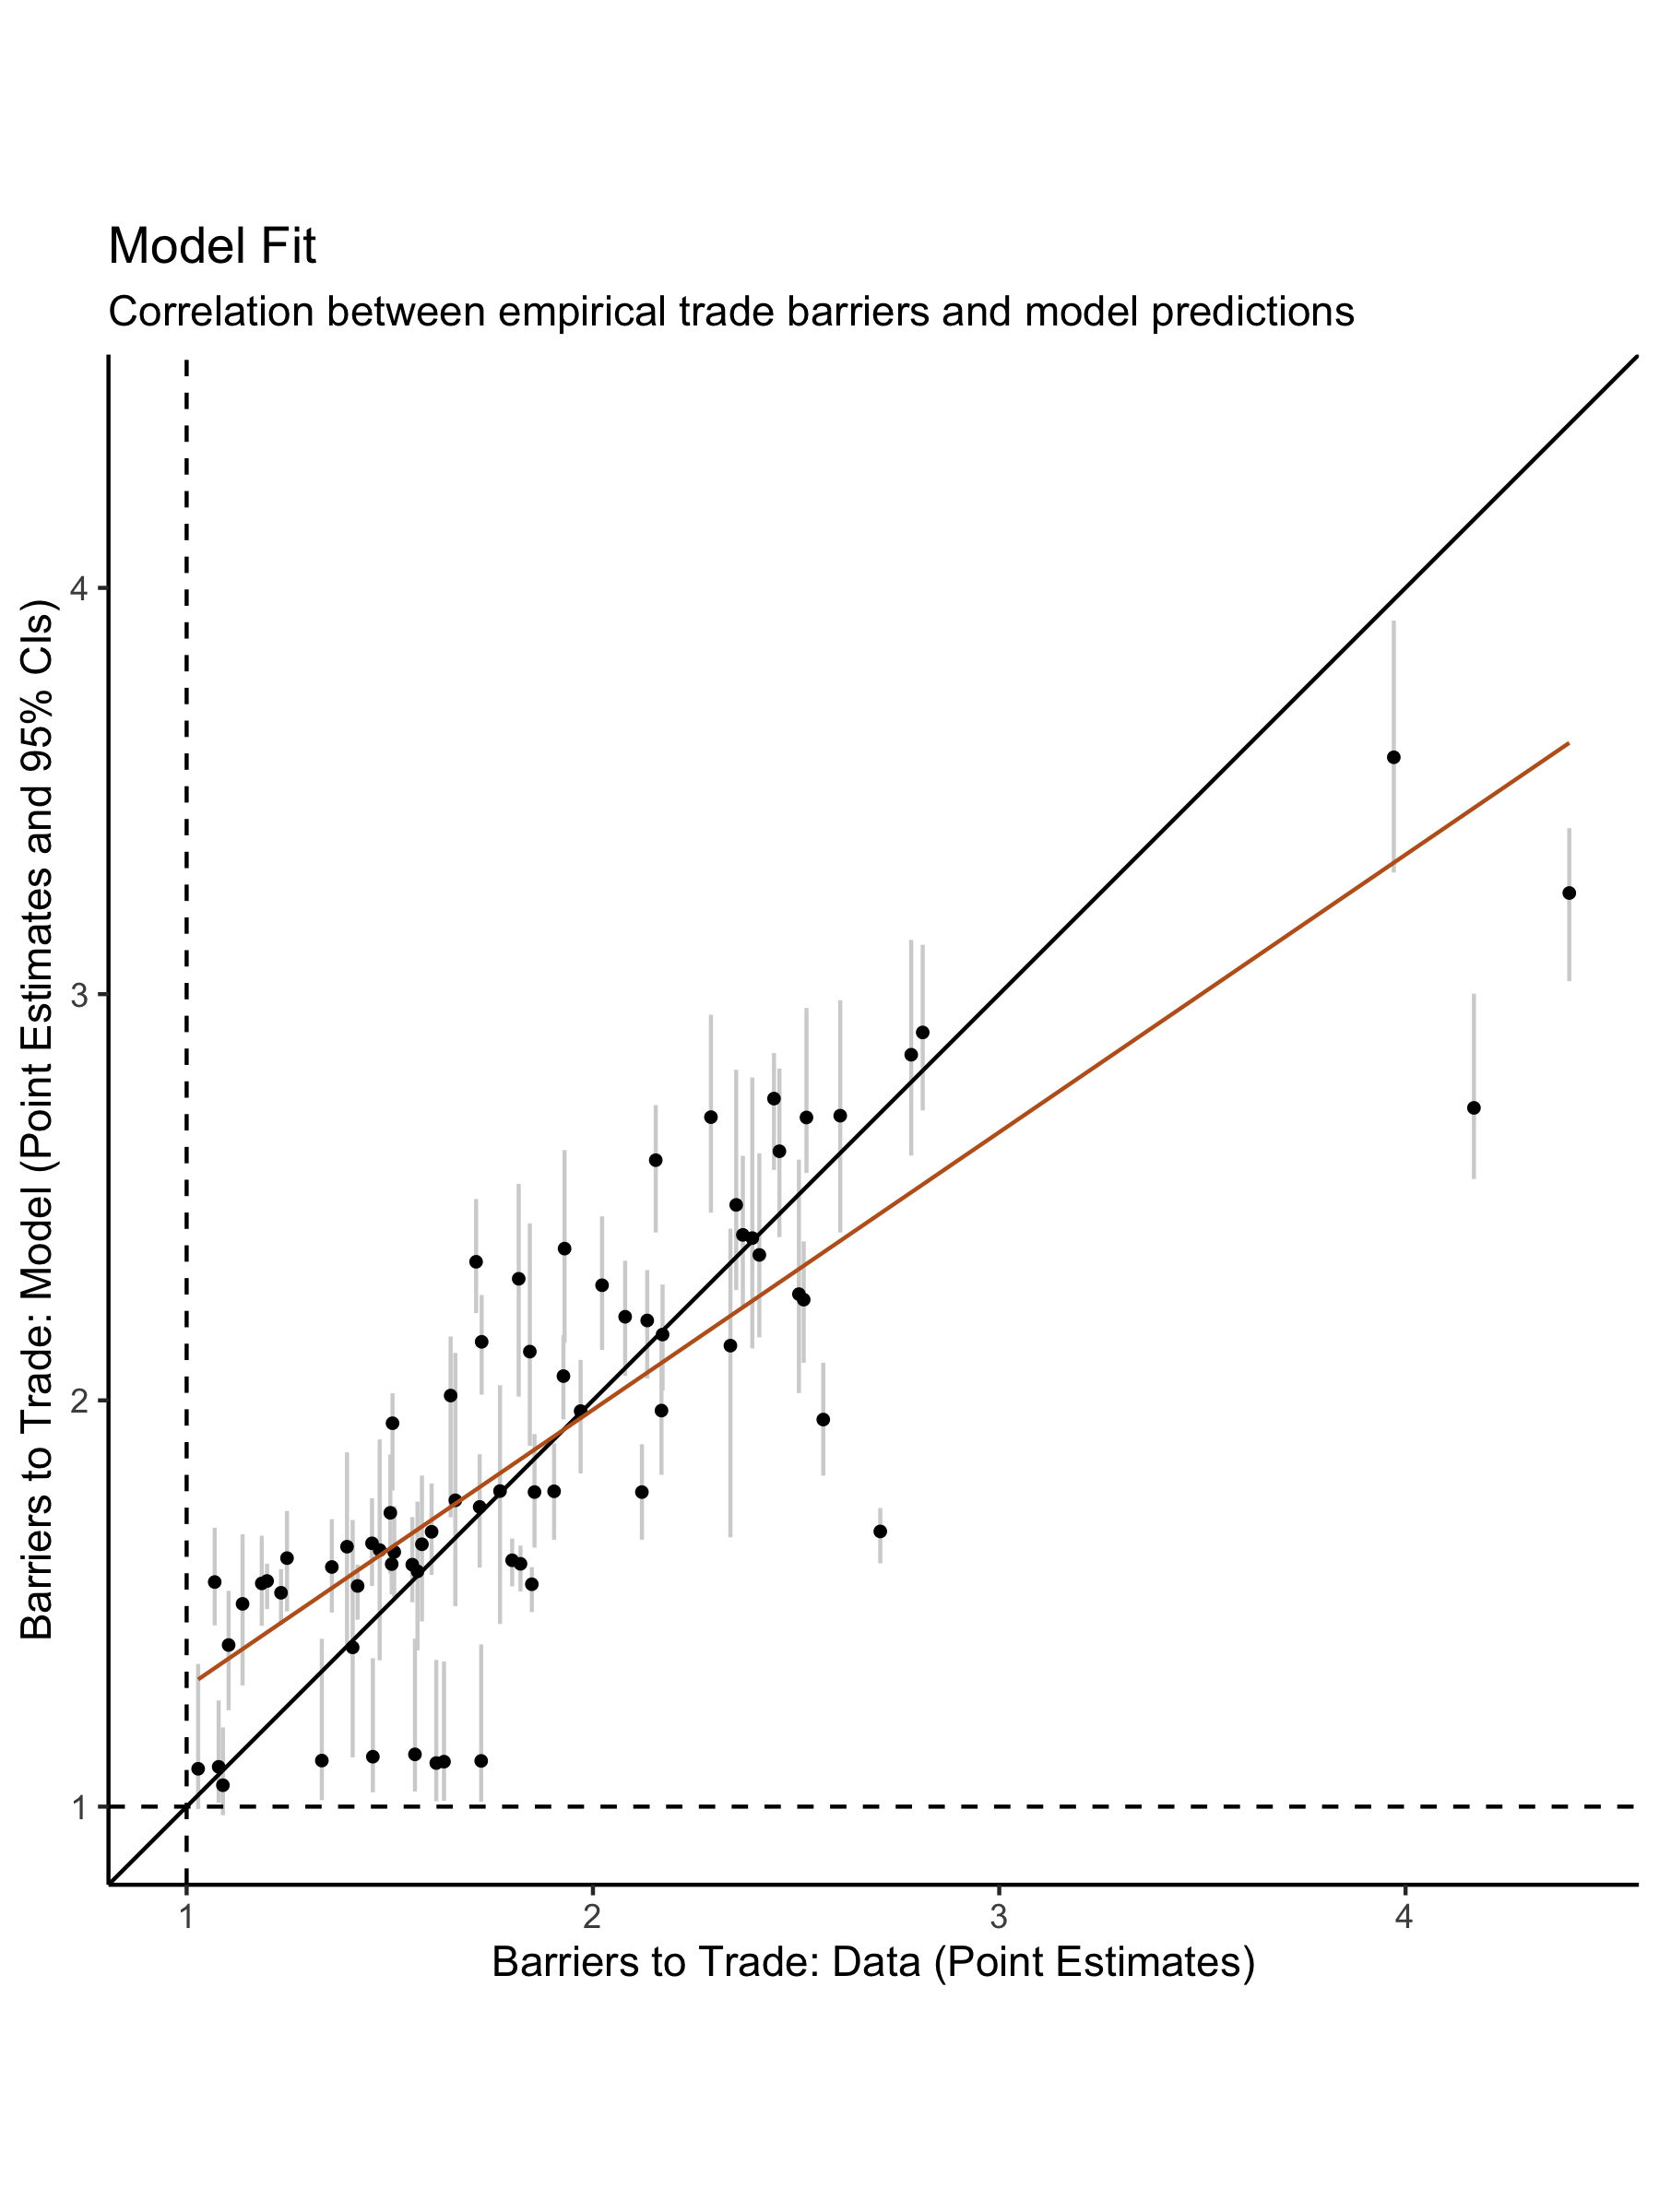 Model Fit
Correlation between empirical trade barriers and model predictions
Barriers to Trade: Model (Point Estimates and 95% CIs)
4
3
2
1
1
2
3
4
Barriers to Trade: Data (Point Estimates)